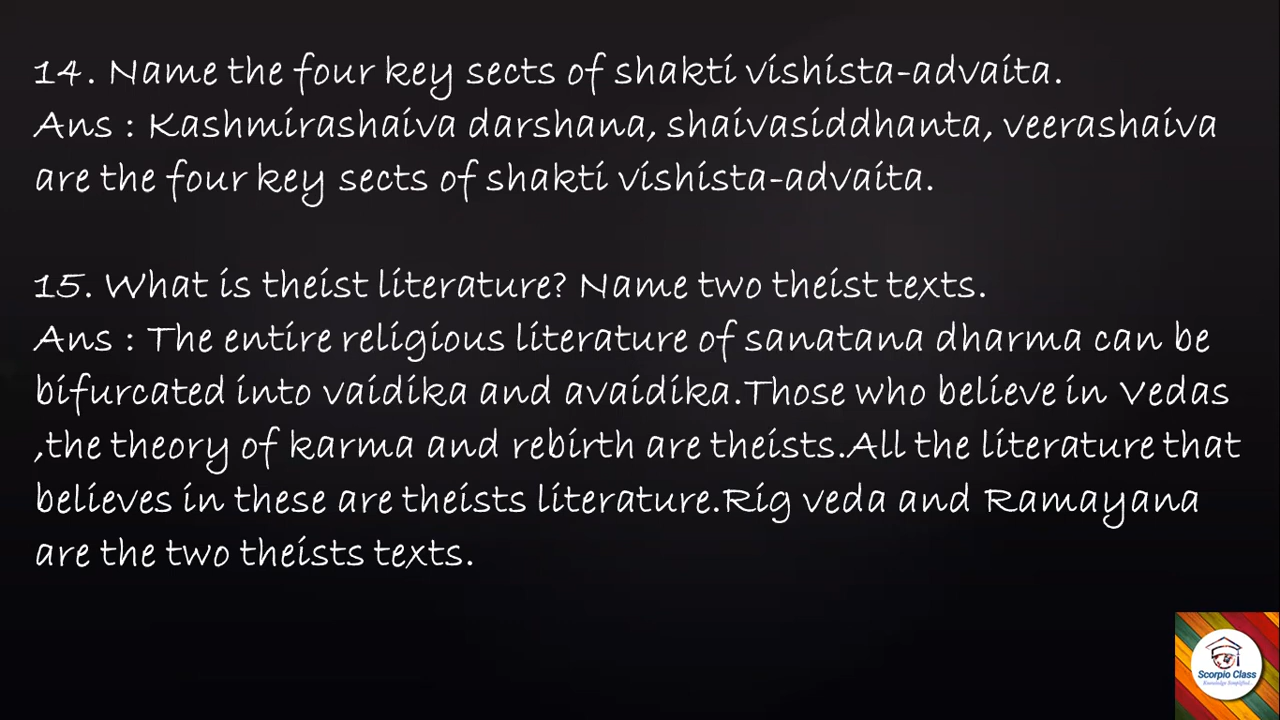 14. Name the four key sects of shakti vishista-advaita.
Ans : Kashmirashaiva darshana, shaivasiddhanta, veerashaiva
are the four key sects of shakti vishista-advaita.
15. What is theist literature? Name two theist texts.
Ans : The entire religious literature of sanatana dharma can be
bifurcated into vaidika and avaidika.Those who believe in Vedas
,the theory of karma and rebirth are theists.All the literature that
believes in these are theists literature.Rig veda and Ramayana
are the two theists texts.
Scorpio Class
Knowledge Simplified